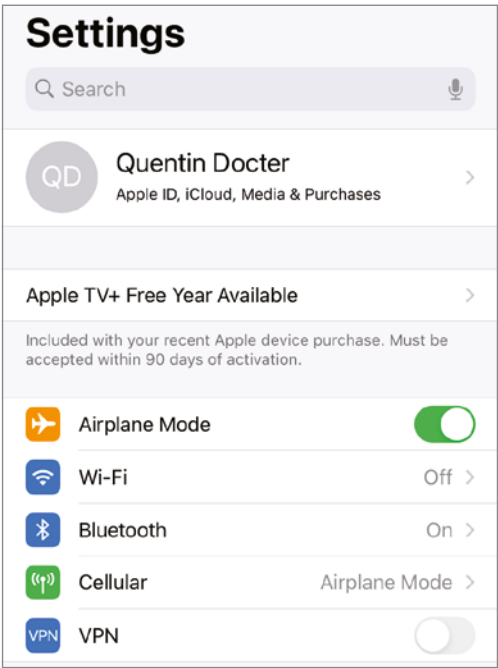 Settings
Search
QD
Quentin Docter
Apple ID, iCloud, Media & Purchases
Apple TV+ Free Year Available
Included with your recent Apple device purchase. Must be
accepted within 90 days of activation.
Airplane Mode
Wi-Fi Off
Bluetooth On
Cellular Airplane Mode
VPN VPN